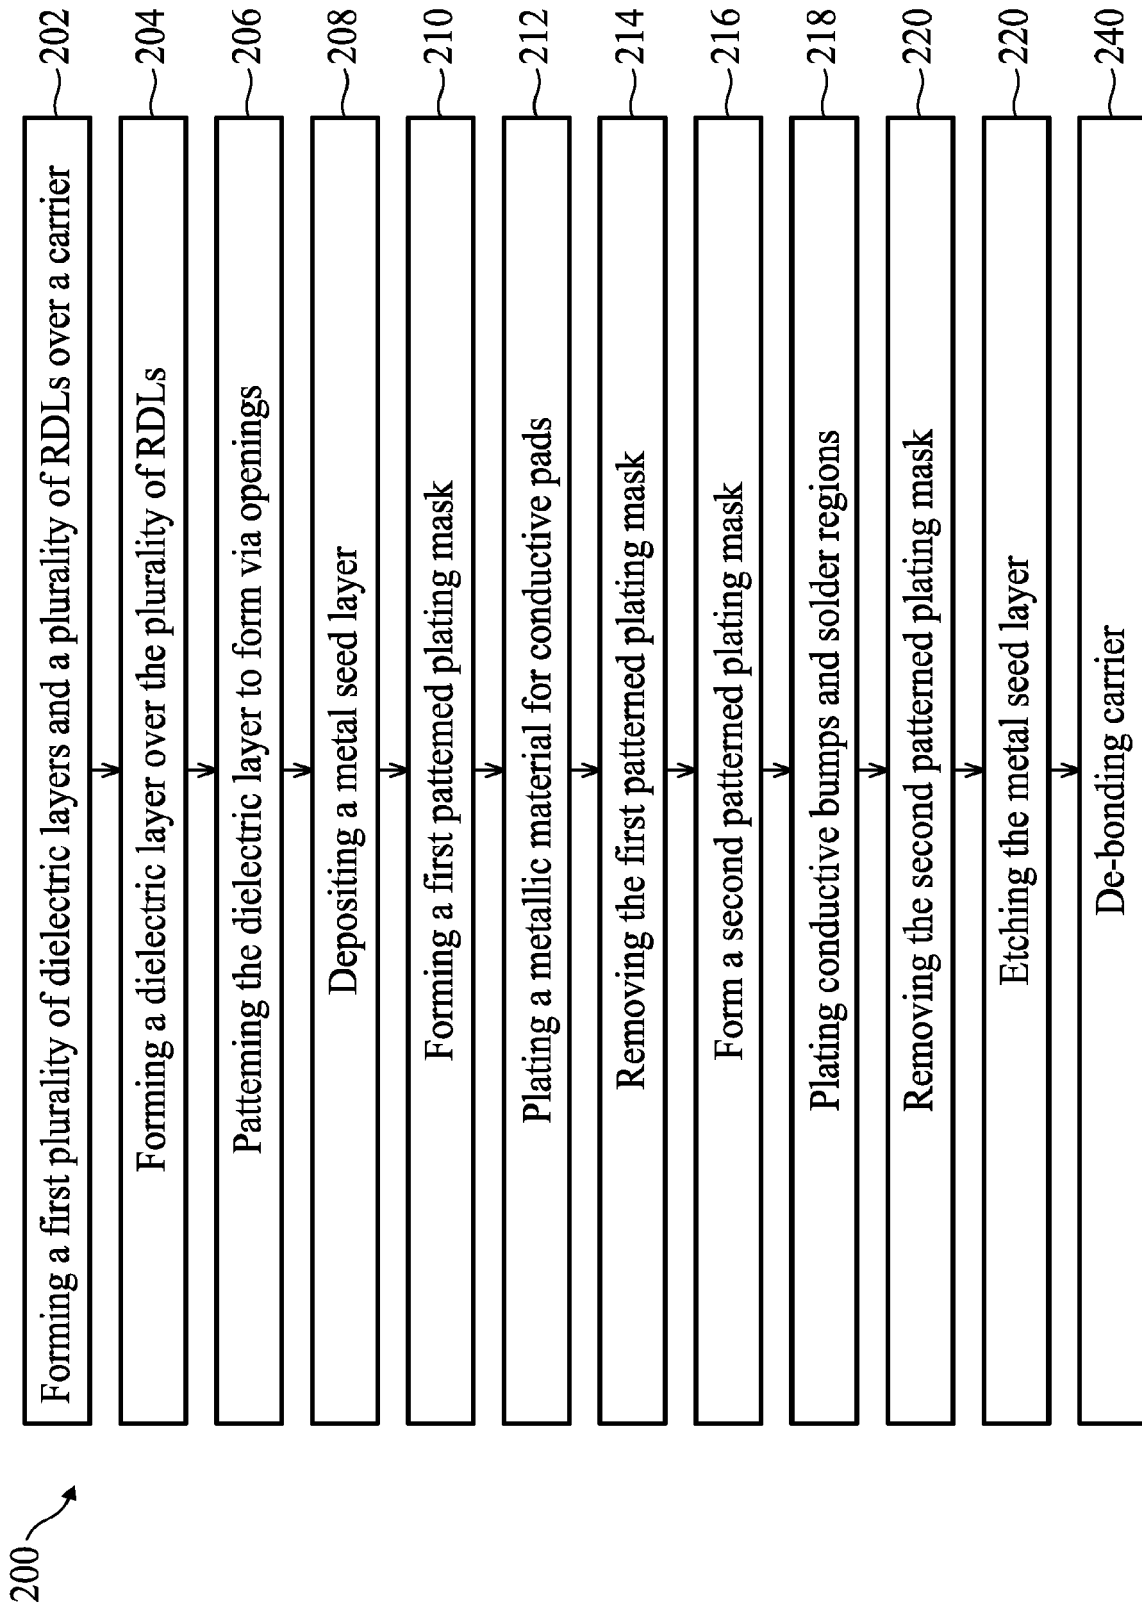 200
Forming a first plurality of dielectric layers and a plurality of RDLs over a carrier 202
Forming a dielectric layer over the plurality of RDLs 204
Patterning the dielectric layer to form via openings 206
Depositing a metal seed layer 208
Forming a first patterned plating mask 210
Plating a metallic material for conductive pads 212
Removing the first patterned plating mask 214
Form a second patterned plating mask 216
Plating conductive bumps and solder regions 218
Removing the second patterned plating mask 220
Etching the metal seed layer 220
De-bonding carrier 240